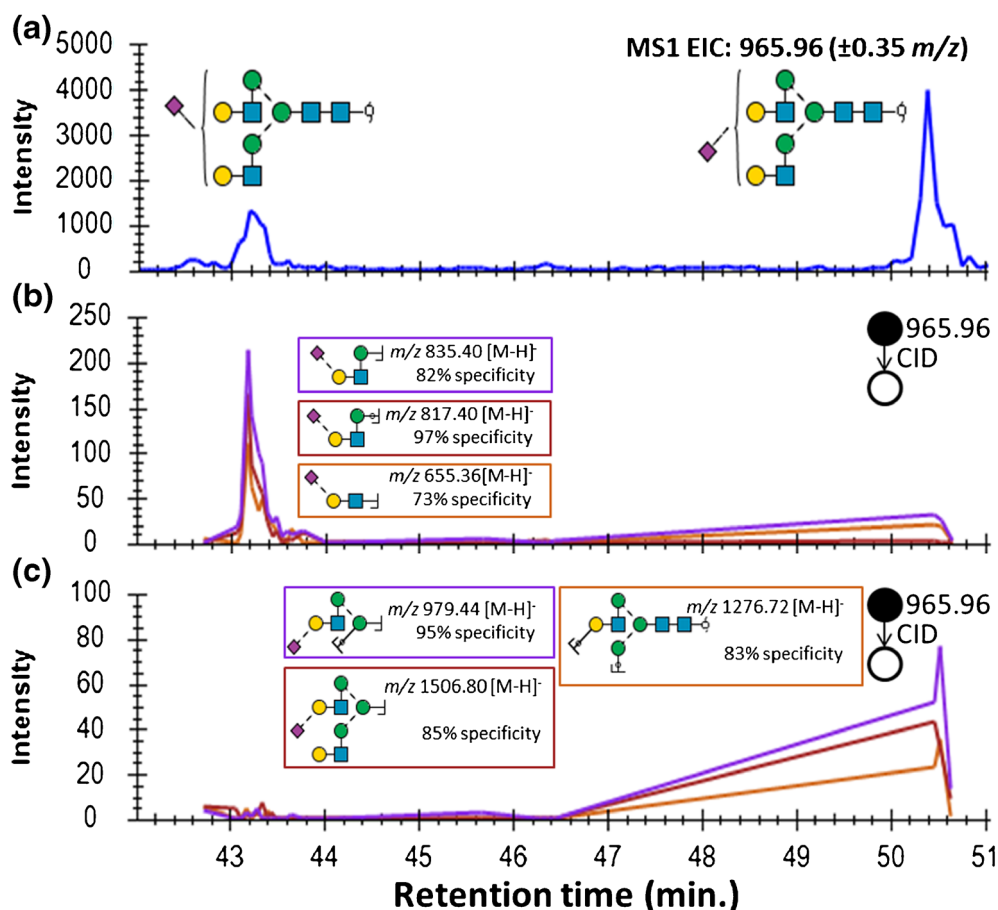 (a)
MS1 EIC: 965.96 (±0.35 m/z)
Intensity
5000
4000
3000
2000
1000
0
(b)
Intensity
250
200
150
100
50
0
m/z 835.40 [M-H]-
82% specificity
m/z 817.40 [M-H]-
97% specificity
m/z 655.36[M-H]-
73% specificity
965.96
CID
(c)
Intensity
100
80
60
40
20
0
m/z 979.44 [M-H]-
95% specificity
m/z 1276.72 [M-H]-
83% specificity
m/z 1506.80 [M-H]-
85% specificity
965.96
CID
43 44 45 46 47 48 49 50 51
Retention time (min.)